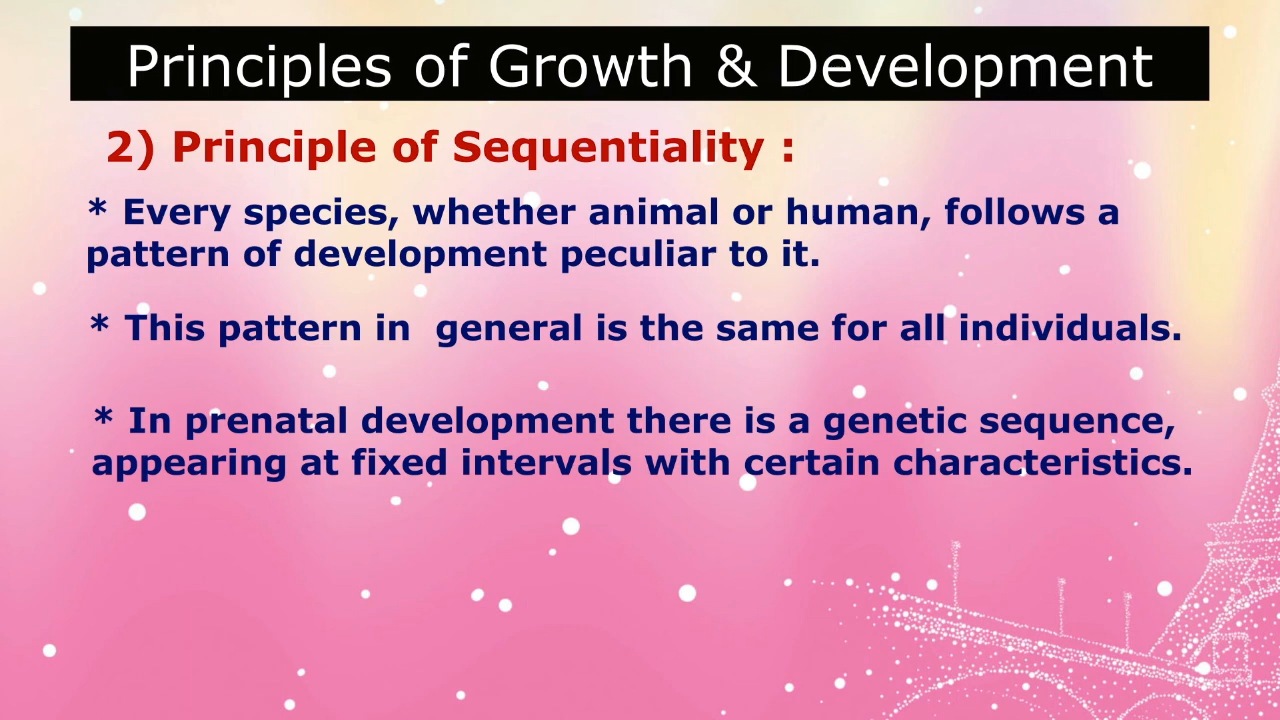 Principles of Growth & Development
2) Principle of Sequentiality :
* Every species, whether animal or human, follows a
pattern of development peculiar to it.
* This pattern in  general is the same for all individuals.
* In prenatal development there is a genetic sequence,
appearing at fixed intervals with certain characteristics.